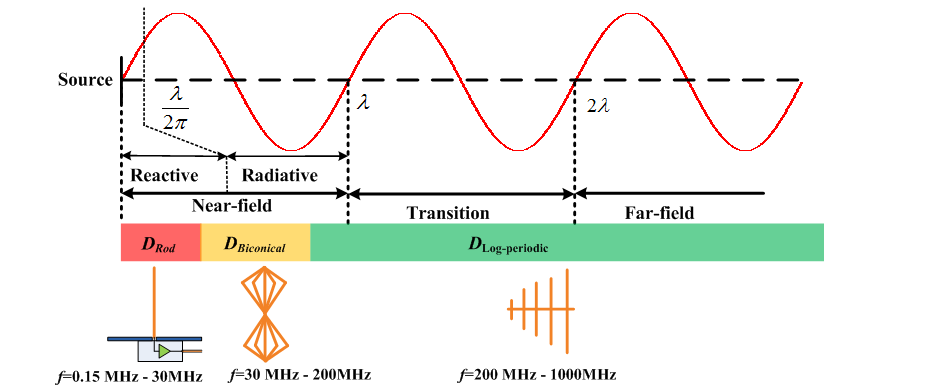 Source
λ
2π
λ
2λ
Reactive
Radiative
Near-field
Transition
Far-field
D_Rod
D_Biconical
D_Log-periodic
f=0.15 MHz - 30MHz
f=30 MHz - 200MHz
f=200 MHz - 1000MHz